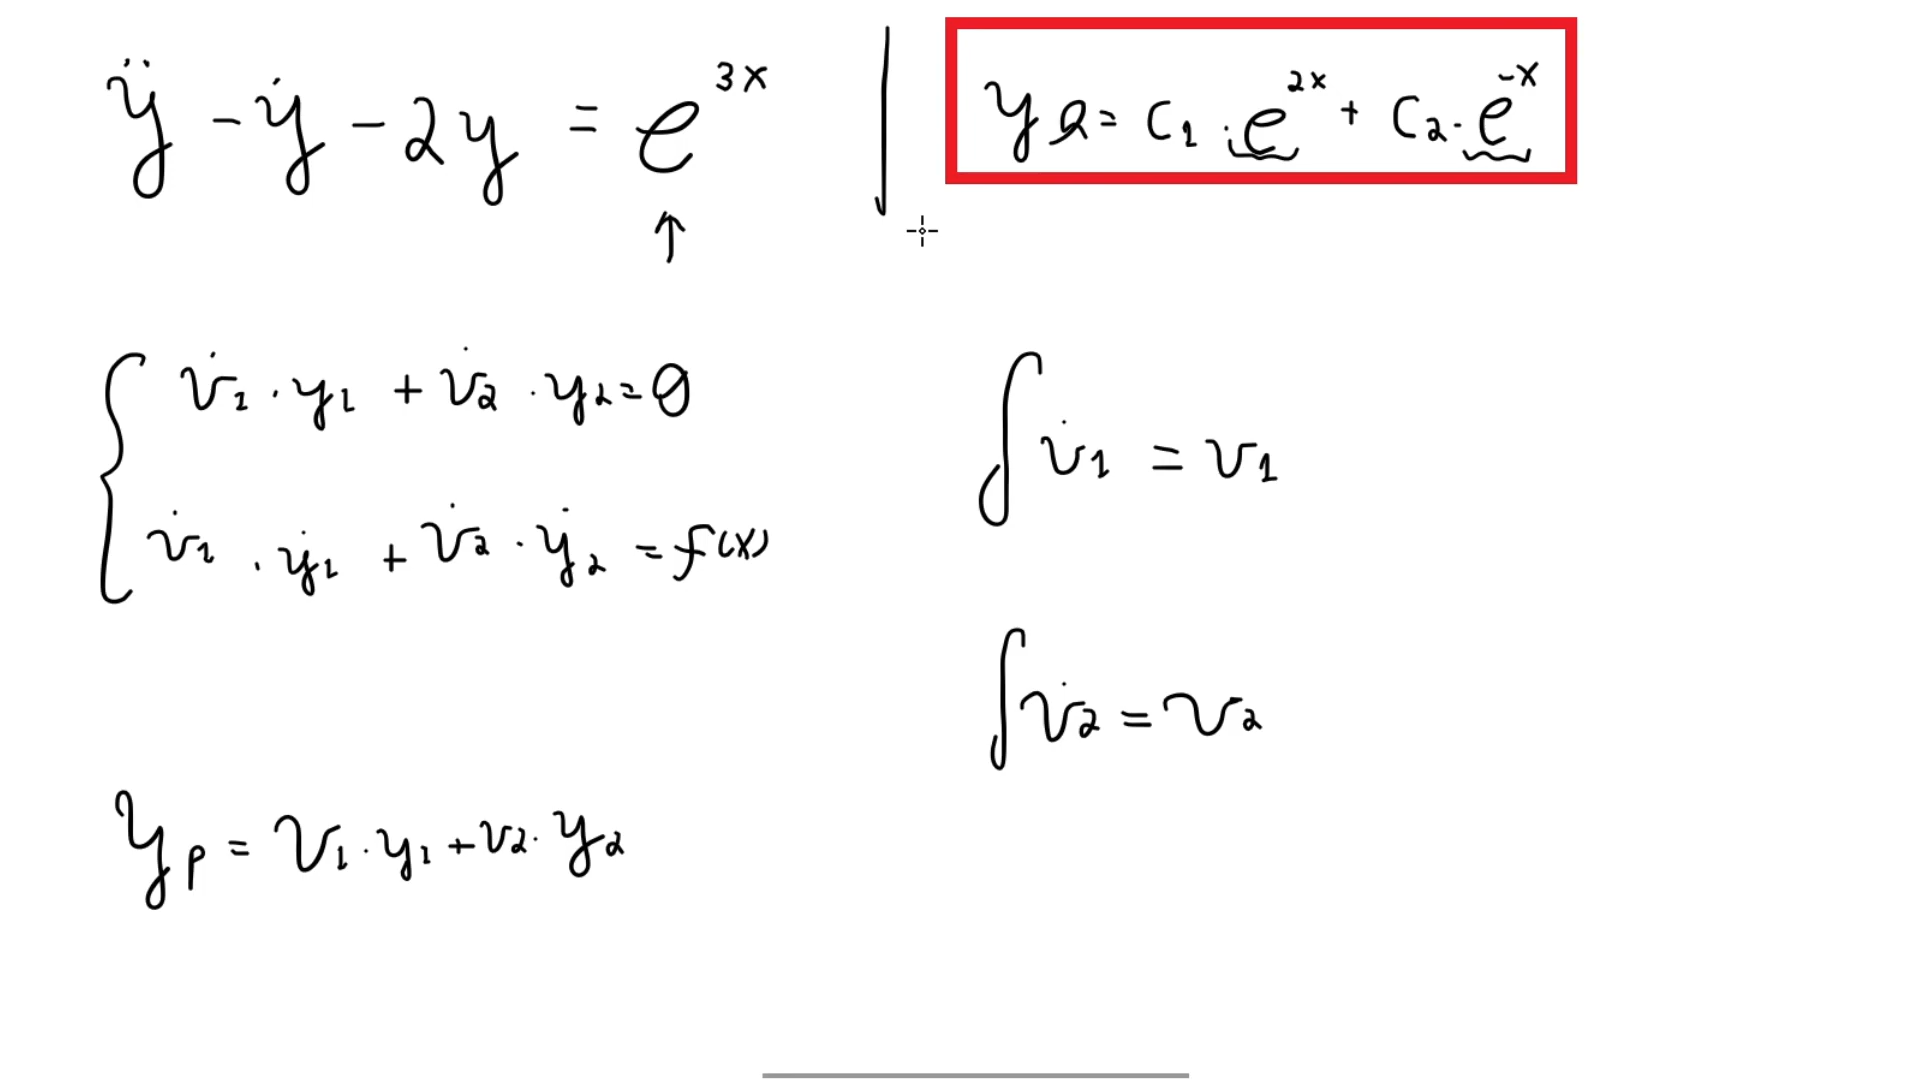 ÿ - ẏ - 2y = e^{3x}
y_h = c_1 · e^{2x} + c_2 · e^{-x}
v̇_1 · y_1 + v̇_2 · y_2 = 0
v̇_1 · ẏ_1 + v̇_2 · ẏ_2 = f(x)
∫ v̇_1 = v_1
∫ v̇_2 = v_2
y_p = v_1 · y_1 + v_2 · y_2